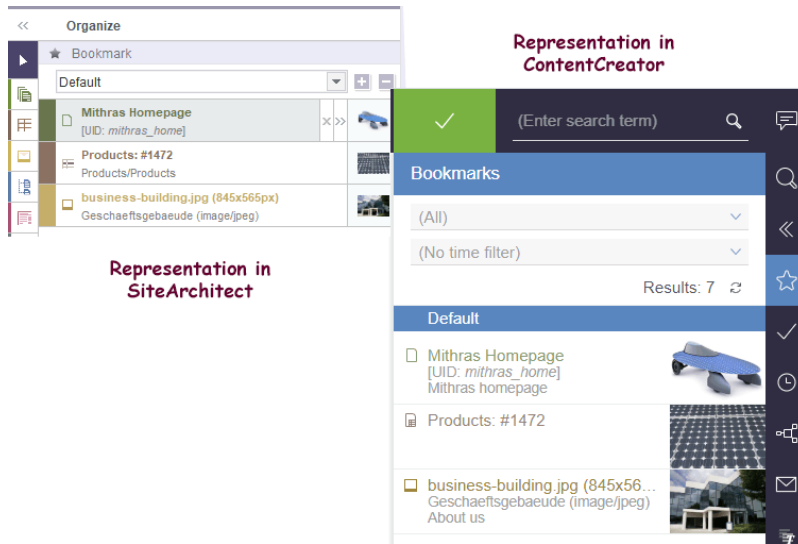 Organize
Bookmark
Default
Mithras Homepage
[UID: mithras_home]
Products: #1472
Products/Products
business-building.jpg (845x565px)
Geschaeftsgebaeude (image/jpeg)
Representation in
SiteArchitect
Representation in
ContentCreator
(Enter search term)
Bookmarks
(All)
(No time filter)
Results: 7
Default
Mithras Homepage
[UID: mithras_home]
Mithras homepage
Products: #1472
business-building.jpg (845x56...
Geschaeftsgebaeude (image/jpeg)
About us